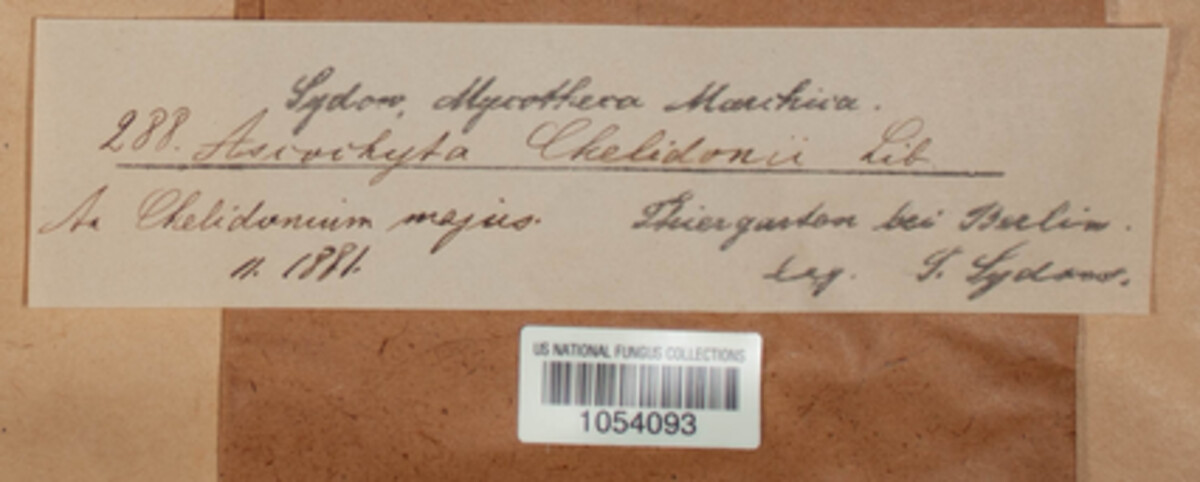 Sydow, Mycotheca Marchica.
288. Ascochyta Chelidonii Lib.
An Chelidonium majus. Thiergarten bei Berlin.
11. 1881. leg. P. Sydow.
US NATIONAL FUNGUS COLLECTIONS
1054093